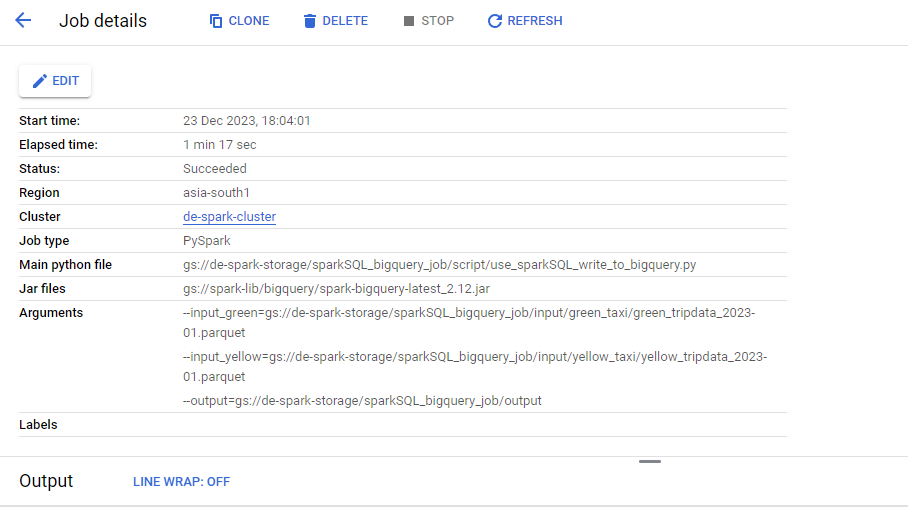 Job details CLONE DELETE STOP REFRESH
EDIT
Start time: 23 Dec 2023, 18:04:01
Elapsed time: 1 min 17 sec
Status: Succeeded
Region asia-south1
Cluster de-spark-cluster
Job type PySpark
Main python file gs://de-spark-storage/sparkSQL_bigquery_job/script/use_sparkSQL_write_to_bigquery.py
Jar files gs://spark-lib/bigquery/spark-bigquery-latest_2.12.jar
Arguments --input_green=gs://de-spark-storage/sparkSQL_bigquery_job/input/green_taxi/green_tripdata_2023-
01.parquet
--input_yellow=gs://de-spark-storage/sparkSQL_bigquery_job/input/yellow_taxi/yellow_tripdata_2023-
01.parquet
--output=gs://de-spark-storage/sparkSQL_bigquery_job/output
Labels
Output LINE WRAP: OFF